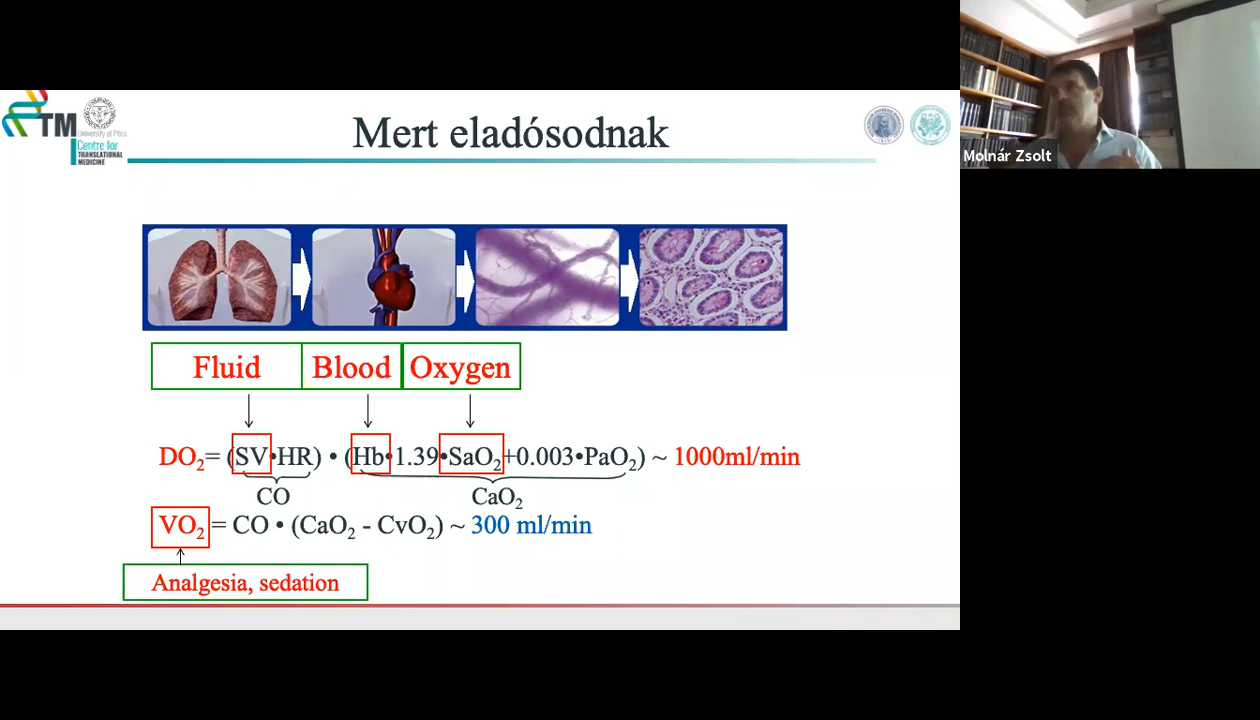 TM
University of Pécs
Centre for
TRANSLATIONAL
MEDICINE
Mert eladósodnak
Molnár Zsolt
Fluid Blood Oxygen
DO₂= (SV•HR) • (Hb•1.39•SaO₂+0.003•PaO₂) ~ 1000ml/min
CO CaO₂
VO₂ = CO • (CaO₂ - CvO₂) ~ 300 ml/min
Analgesia, sedation